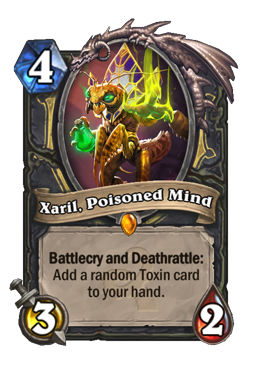 4
Xaril, Poisoned Mind
Battlecry and Deathrattle:
Add a random Toxin card
to your hand.
3
2